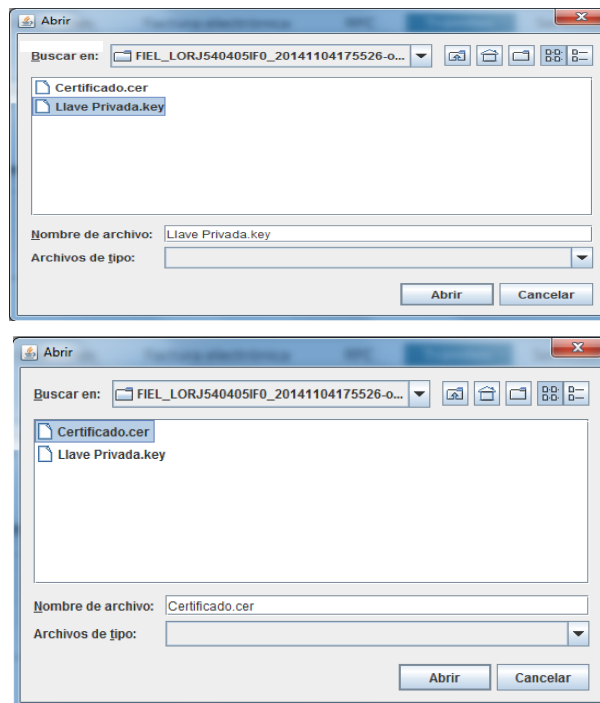 Abrir
Buscar en: FIEL_LORJ540405IF0_20141104175526-o...
Certificado.cer
Llave Privada.key
Nombre de archivo: Llave Privada.key
Archivos de tipo:
Abrir Cancelar
Abrir
Buscar en: FIEL_LORJ540405IF0_20141104175526-o...
Certificado.cer
Llave Privada.key
Nombre de archivo: Certificado.cer
Archivos de tipo:
Abrir Cancelar